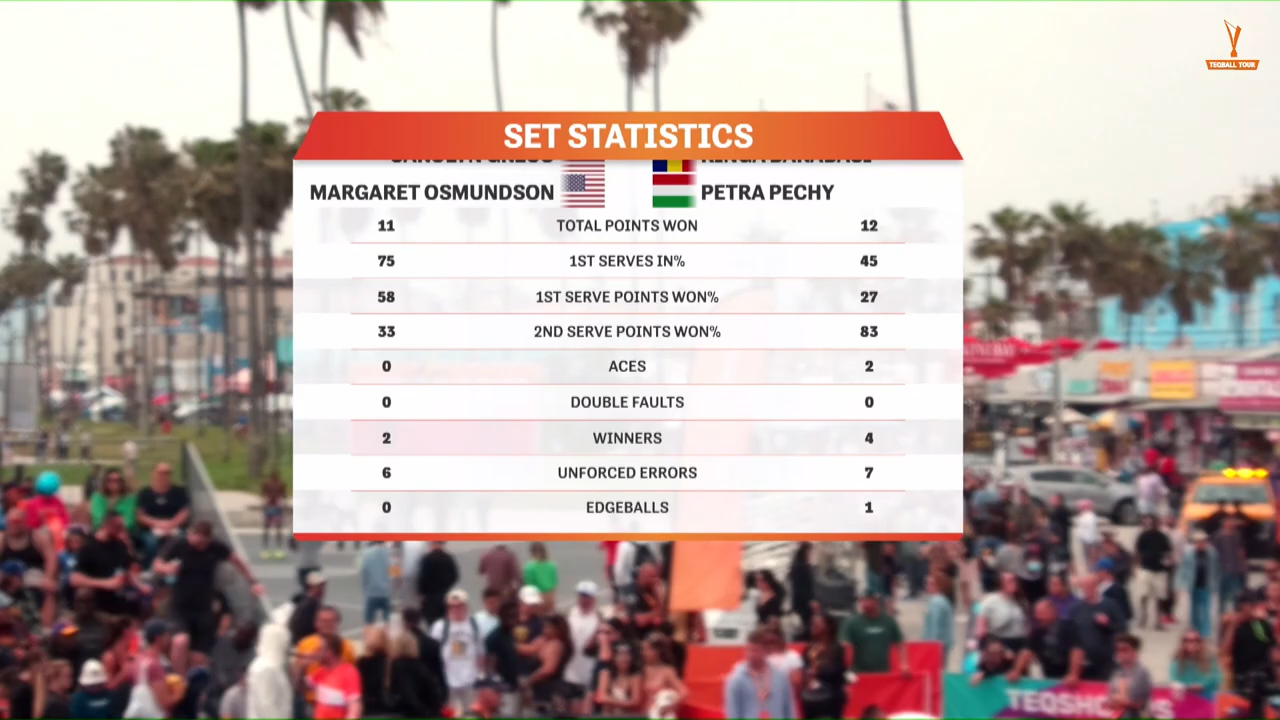 TEQBALL TOUR
SET STATISTICS
MARGARET OSMUNDSON PETRA PECHY
11 TOTAL POINTS WON 12
75 1ST SERVES IN% 45
58 1ST SERVE POINTS WON% 27
33 2ND SERVE POINTS WON% 83
0 ACES 2
0 DOUBLE FAULTS 0
2 WINNERS 4
6 UNFORCED ERRORS 7
0 EDGEBALLS 1